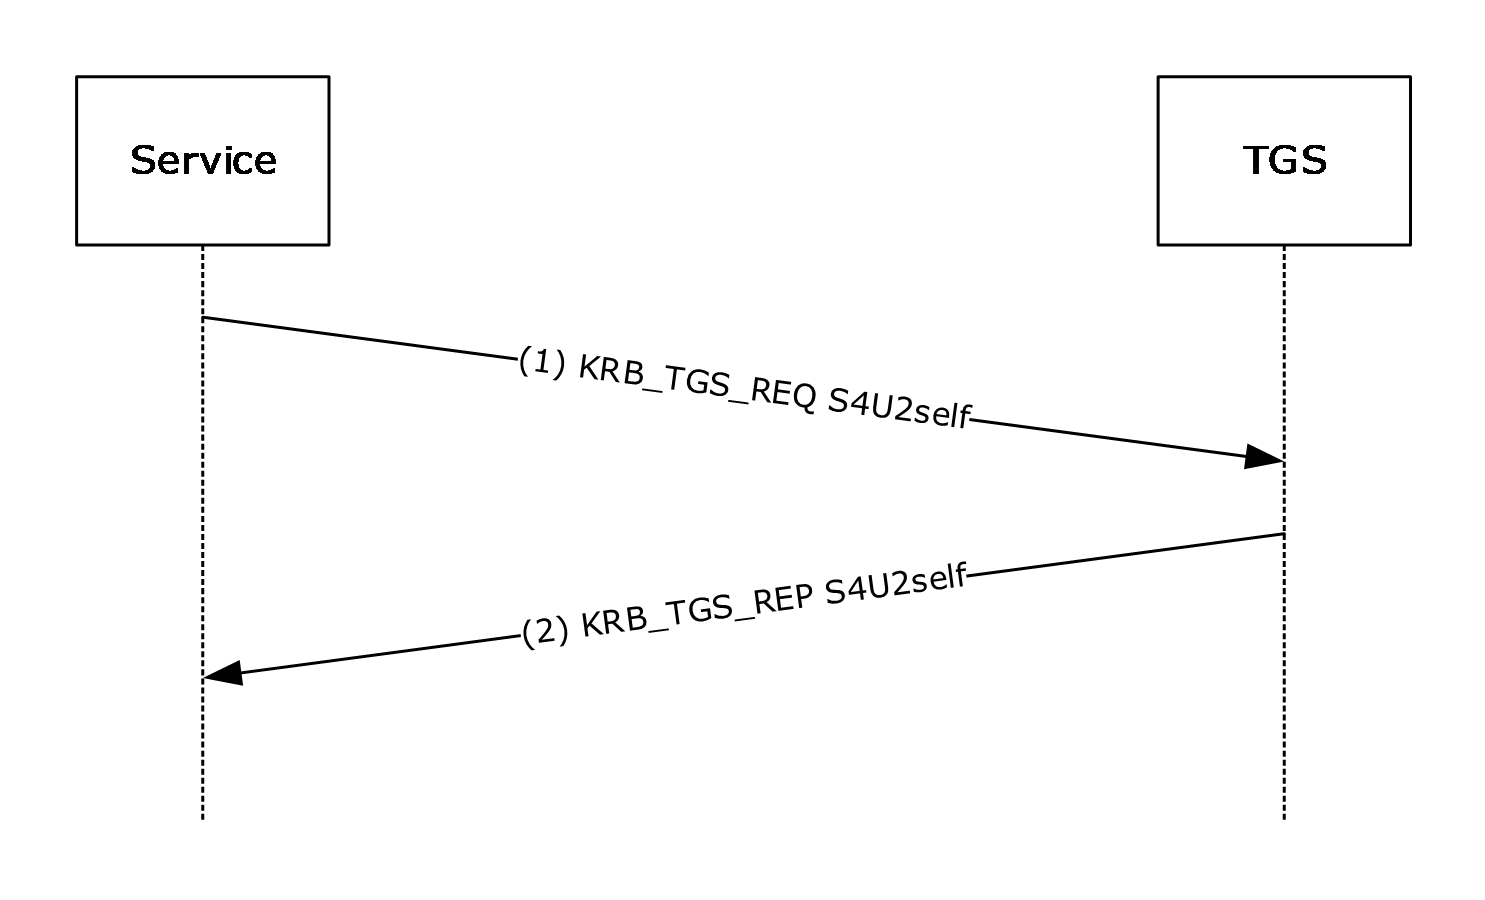 Service
TGS
(1) KRB_TGS_REQ S4U2self
(2) KRB_TGS_REP S4U2self